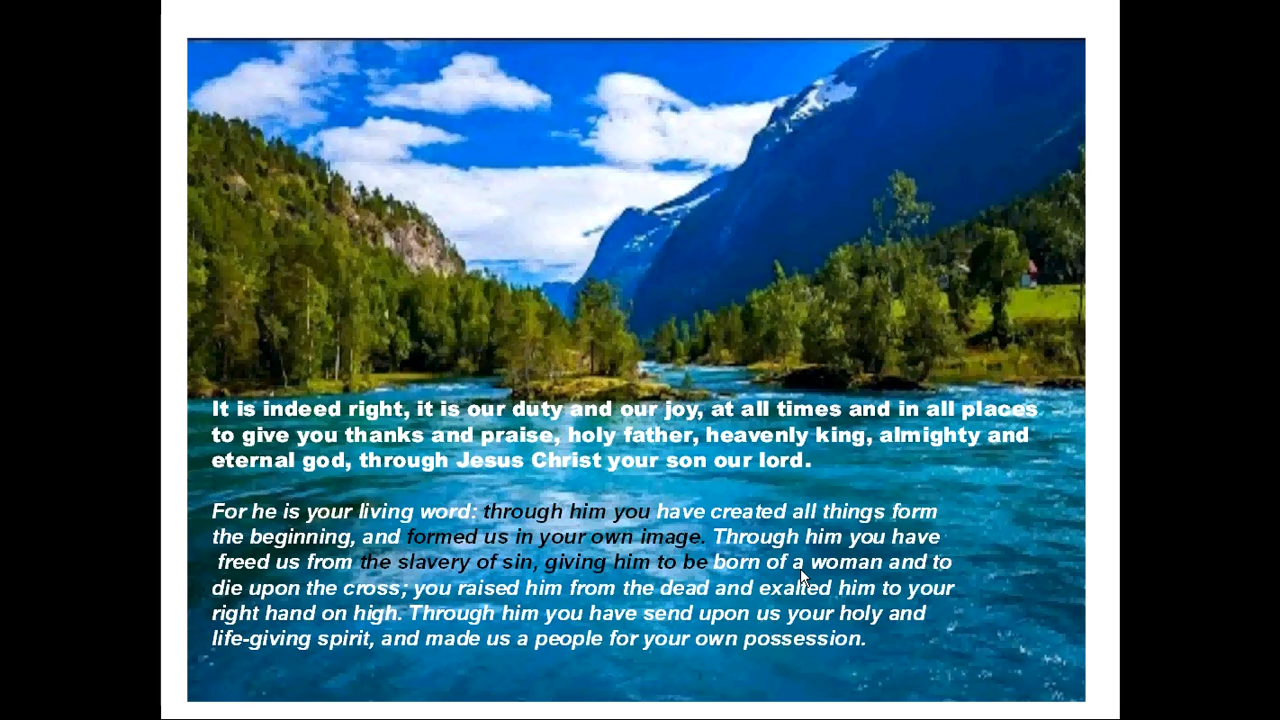 It is indeed right, it is our duty and our joy, at all times and in all places
to give you thanks and praise, holy father, heavenly king, almighty and
eternal god, through Jesus Christ your son our lord.
For he is your living word: through him you have created all things form
the beginning, and formed us in your own image. Through him you have
freed us from the slavery of sin, giving him to be born of a woman and to
die upon the cross; you raised him from the dead and exalted him to your
right hand on high. Through him you have send upon us your holy and
life-giving spirit, and made us a people for your own possession.